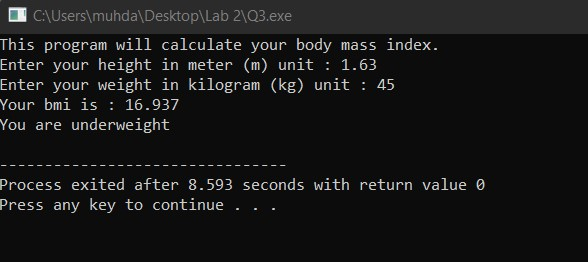 C:\Users\muhda\Desktop\Lab 2\Q3.exe
This program will calculate your body mass index.
Enter your height in meter (m) unit : 1.63
Enter your weight in kilogram (kg) unit : 45
Your bmi is : 16.937
You are underweight
--------------------------------
Process exited after 8.593 seconds with return value 0
Press any key to continue . . .